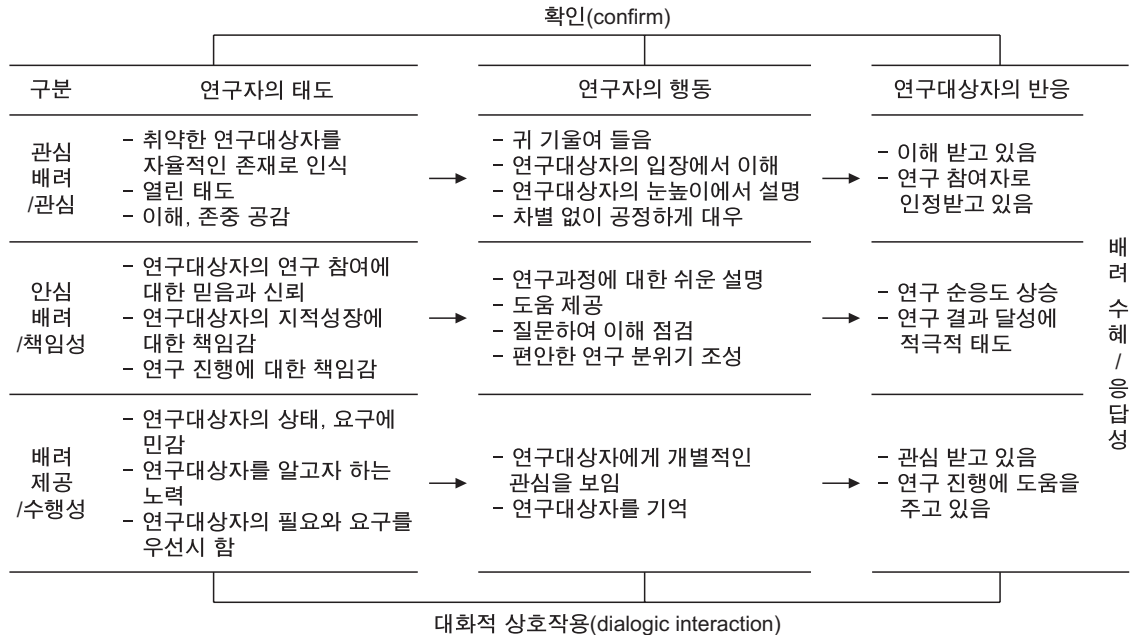 확인(confirm)
구분
연구자의 태도
연구자의 행동
연구대상자의 반응
관심
배려
/관심
- 취약한 연구대상자를
자율적인 존재로 인식
- 열린 태도
- 이해, 존중 공감
- 귀 기울여 들음
- 연구대상자의 입장에서 이해
- 연구대상자의 눈높이에서 설명
- 차별 없이 공정하게 대우
- 이해 받고 있음
- 연구 참여자로
인정받고 있음
안심
배려
/책임성
- 연구대상자의 연구 참여에
대한 믿음과 신뢰
- 연구대상자의 지적성장에
대한 책임감
- 연구 진행에 대한 책임감
- 연구과정에 대한 쉬운 설명
- 도움 제공
- 질문하여 이해 점검
- 편안한 연구 분위기 조성
- 연구 순응도 상승
- 연구 결과 달성에
적극적 태도
배려
제공
/수행성
- 연구대상자의 상태, 요구에
민감
- 연구대상자를 알고자 하는
노력
- 연구대상자의 필요와 요구를
우선시 함
- 연구대상자에게 개별적인
관심을 보임
- 연구대상자를 기억
- 관심 받고 있음
- 연구 진행에 도움을
주고 있음
배려 수혜/응답성
대화적 상호작용(dialogic interaction)